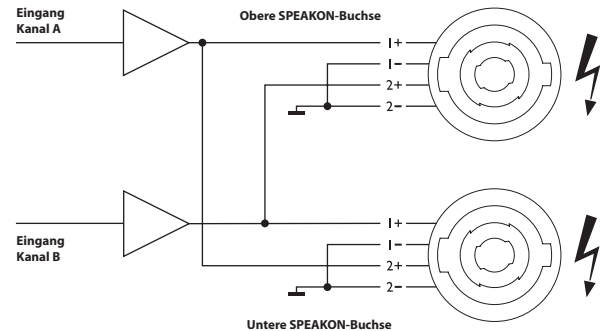 Eingang
Kanal A
Obere SPEAKON-Buchse
1+
1-
2+
2-
Eingang
Kanal B
1+
1-
2+
2-
Untere SPEAKON-Buchse